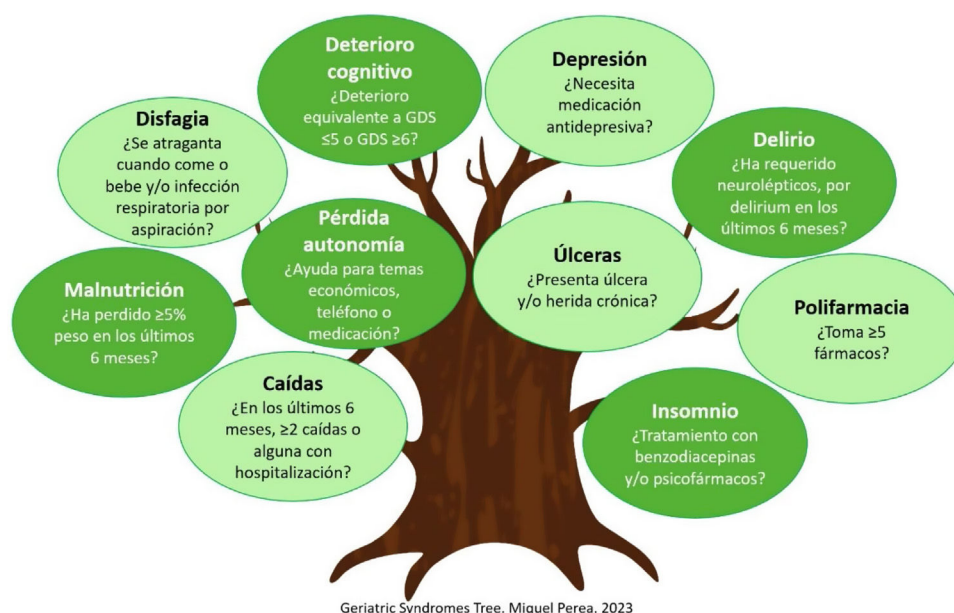 Deterioro
cognitivo
¿Deterioro
equivalente a GDS
≤5 o GDS ≥6?
Depresión
¿Necesita
medicación
antidepresiva?
Disfagia
¿Se atraganta
cuando come o
bebe y/o infección
respiratoria por
aspiración?
Delirio
¿Ha requerido
neurolépticos, por
delirium en los
últimos 6 meses?
Pérdida
autonomía
¿Ayuda para temas
económicos,
teléfono o
medicación?
Úlceras
¿Presenta úlcera
y/o herida crónica?
Malnutrición
¿Ha perdido ≥5%
peso en los últimos
6 meses?
Polifarmacia
¿Toma ≥5
fármacos?
Caídas
¿En los últimos 6
meses, ≥2 caídas o
alguna con
hospitalización?
Insomnio
¿Tratamiento con
benzodiacepinas
y/o psicofármacos?
Geriatric Syndromes Tree. Miguel Perea. 2023